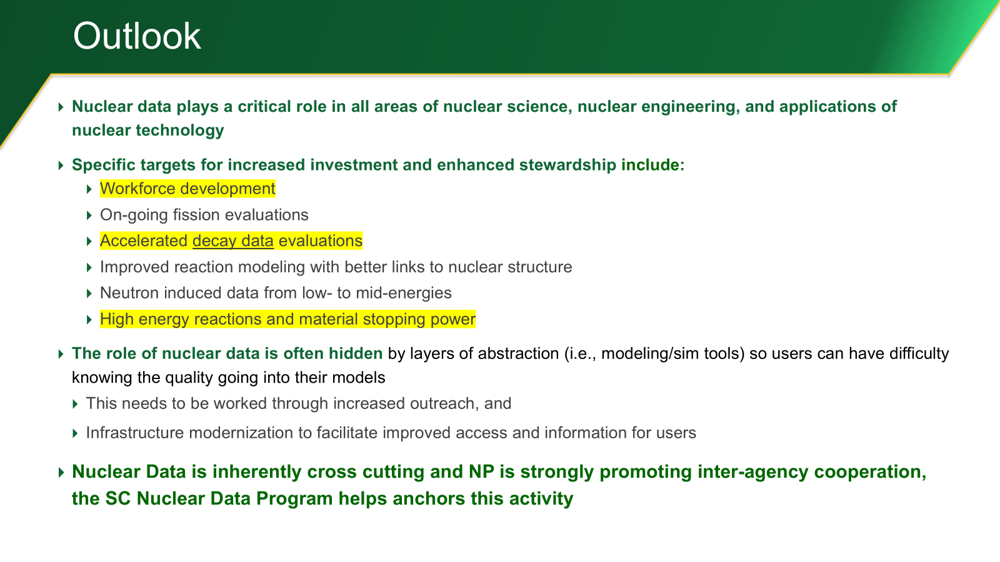 Outlook
Nuclear data plays a critical role in all areas of nuclear science, nuclear engineering, and applications of
nuclear technology
Specific targets for increased investment and enhanced stewardship include:
Workforce development
On-going fission evaluations
Accelerated decay data evaluations
Improved reaction modeling with better links to nuclear structure
Neutron induced data from low- to mid-energies
High energy reactions and material stopping power
The role of nuclear data is often hidden by layers of abstraction (i.e., modeling/sim tools) so users can have difficulty
knowing the quality going into their models
This needs to be worked through increased outreach, and
Infrastructure modernization to facilitate improved access and information for users
Nuclear Data is inherently cross cutting and NP is strongly promoting inter-agency cooperation,
the SC Nuclear Data Program helps anchors this activity